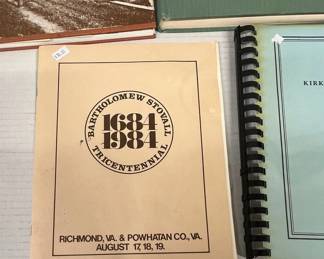 BARTHOLOMEW STOVALL
1684
1984
TRICENTENNIAL
RICHMOND, VA. & POWHATAN CO., VA.
AUGUST 17, 18, 19.
KIRK